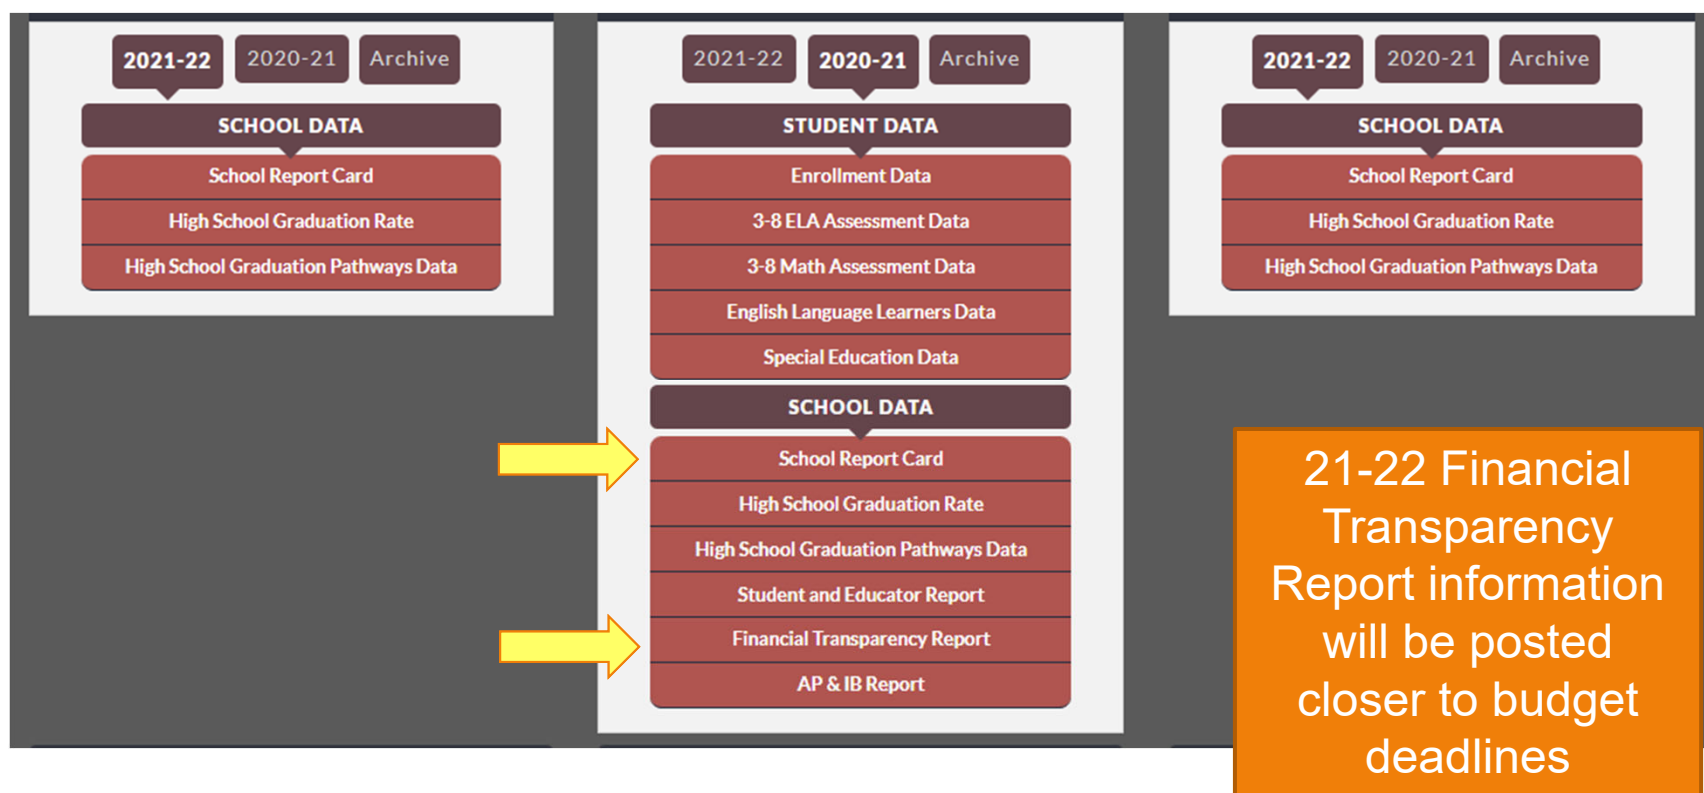 2021-22 2020-21 Archive
SCHOOL DATA
School Report Card
High School Graduation Rate
High School Graduation Pathways Data
2021-22 2020-21 Archive
STUDENT DATA
Enrollment Data
3-8 ELA Assessment Data
3-8 Math Assessment Data
English Language Learners Data
Special Education Data
SCHOOL DATA
School Report Card
High School Graduation Rate
High School Graduation Pathways Data
Student and Educator Report
Financial Transparency Report
AP & IB Report
2021-22 2020-21 Archive
SCHOOL DATA
School Report Card
High School Graduation Rate
High School Graduation Pathways Data
21-22 Financial
Transparency
Report information
will be posted
closer to budget
deadlines